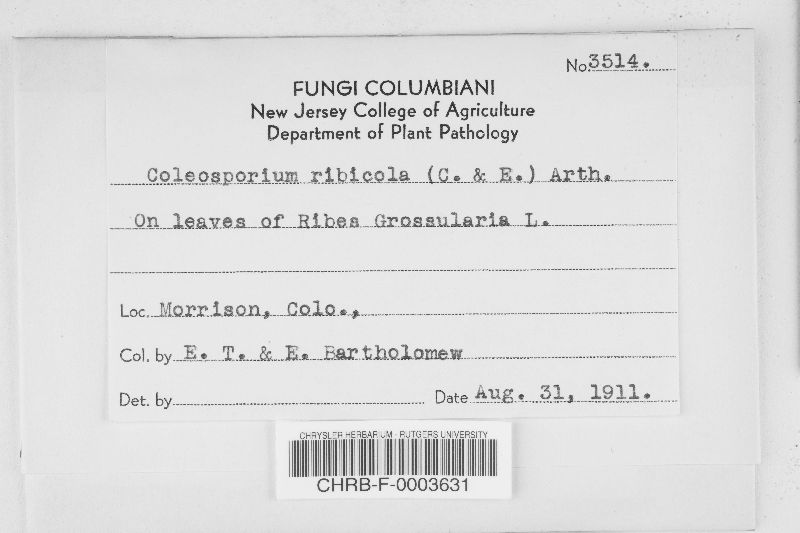 No 3514.
FUNGI COLUMBIANI
New Jersey College of Agriculture
Department of Plant Pathology
Coleosporium ribicola (C. & E.) Arth.
On leaves of Ribes Grossularia L.
Loc. Morrison, Colo.,
Col. by E. T. & E. Bartholomew
Det. by
Date Aug. 31, 1911.
CHRYSLER HERBARIUM - RUTGERS UNIVERSITY
CHRB-F-0003631